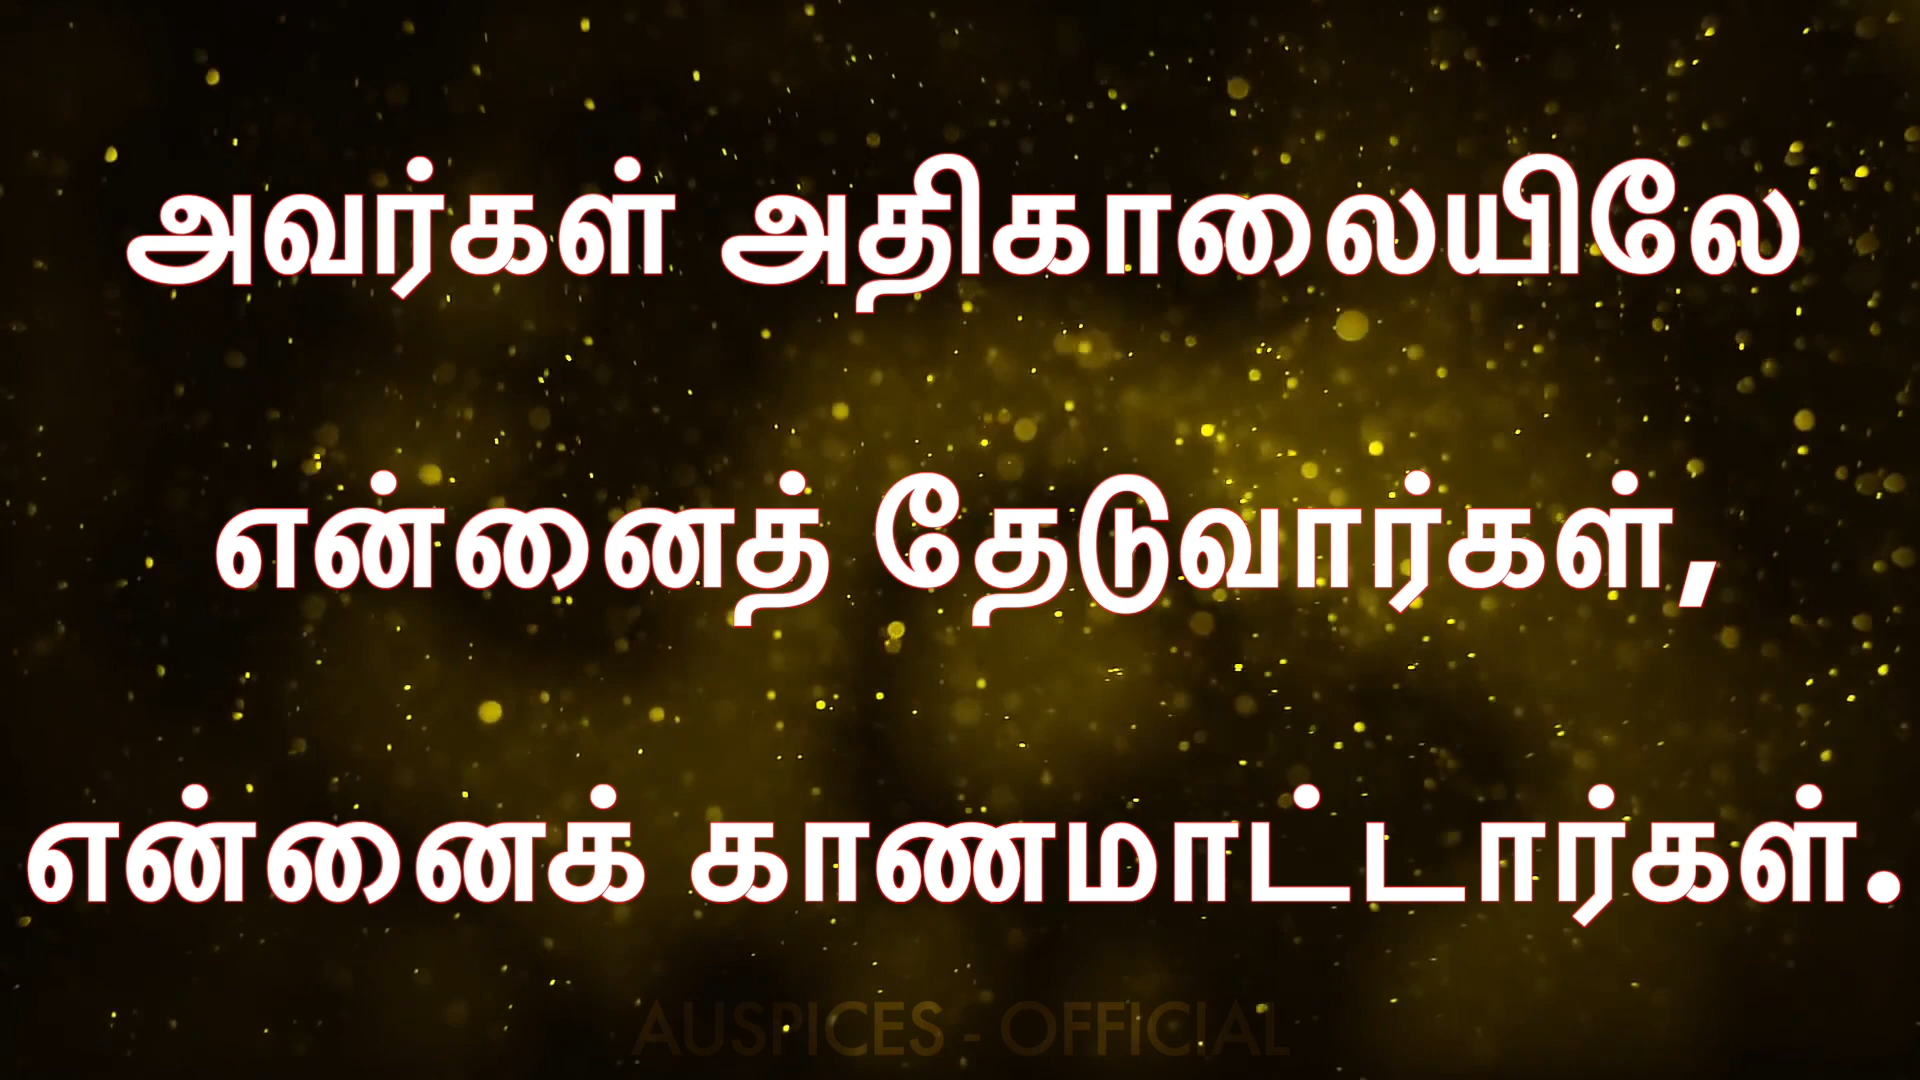 அவர்கள் அதிகாலையிலே
என்னைத் தேடுவார்கள்,
என்னைக் காணமாட்டார்கள்.
AUSPICES - OFFICIAL